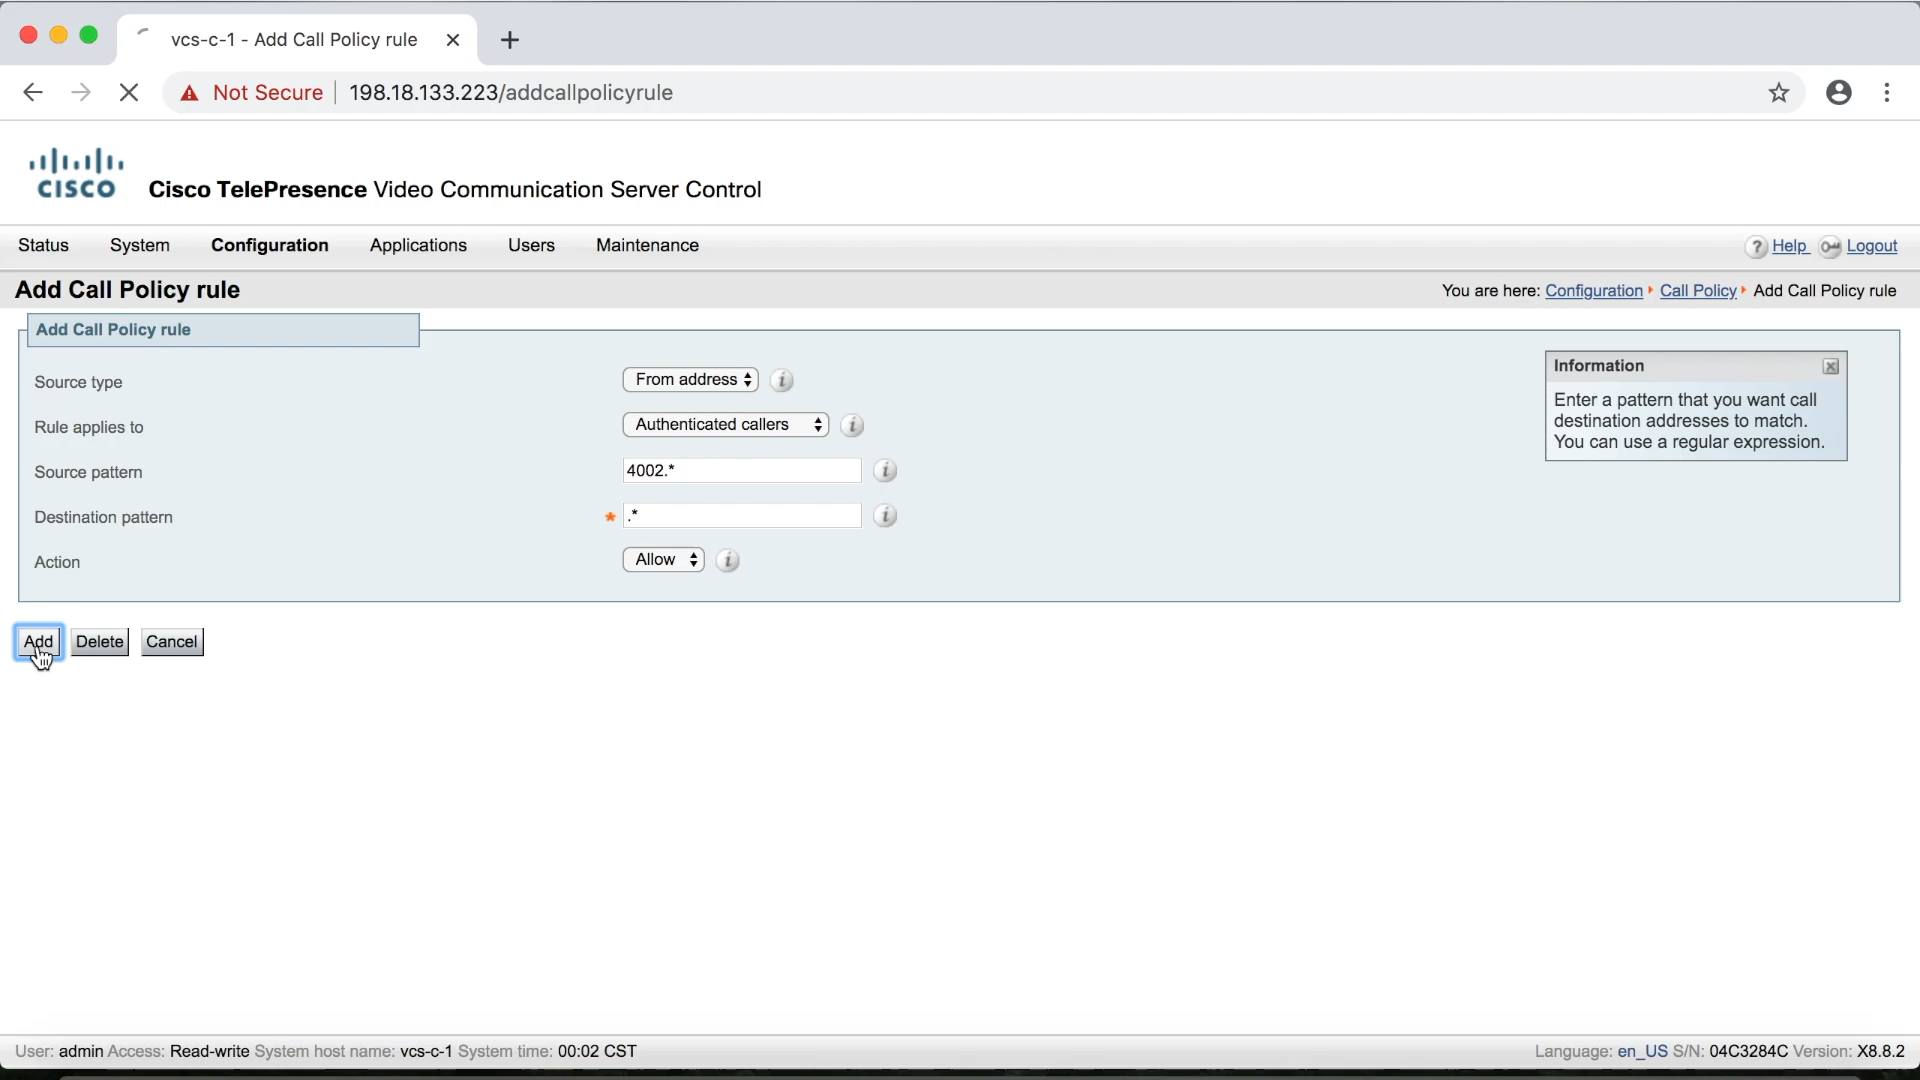 vcs-c-1 - Add Call Policy rule
Not Secure 198.18.133.223/addcallpolicyrule
CISCO Cisco TelePresence Video Communication Server Control
Status System Configuration Applications Users Maintenance Help Logout
Add Call Policy rule You are here: Configuration Call Policy Add Call Policy rule
Add Call Policy rule
Source type From address
Rule applies to Authenticated callers
Source pattern 4002.*
Destination pattern * .*
Action Allow
Information
Enter a pattern that you want call
destination addresses to match.
You can use a regular expression.
Add Delete Cancel
User: admin Access: Read-write System host name: vcs-c-1 System time: 00:02 CST Language: en_US S/N: 04C3284C Version: X8.8.2